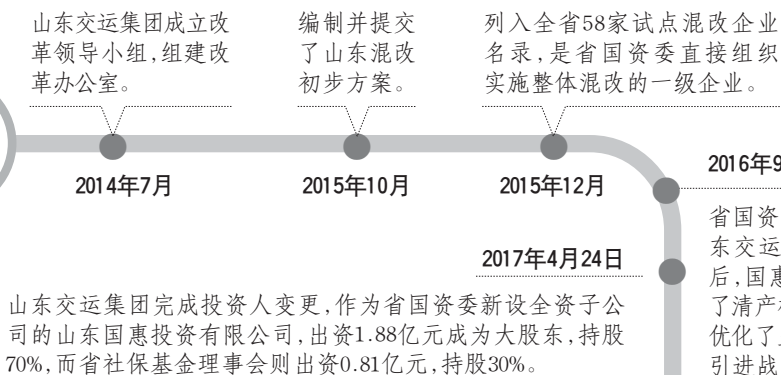 山东交运集团成立改
革领导小组,组建改
革办公室。
2014年7月
编制并提交
了山东混改
初步方案。
2015年10月
列入全省58家试点混改企业
名录,是省国资委直接组织
实施整体混改的一级企业。
2015年12月
2016年9
省国资
东交运
后,国惠
了清产核
优化了
引进战
2017年4月24日
山东交运集团完成投资人变更,作为省国资委新设全资子公
司的山东国惠投资有限公司,出资1.88亿元成为大股东,持股
70%,而省社保基金理事会则出资0.81亿元,持股30%。